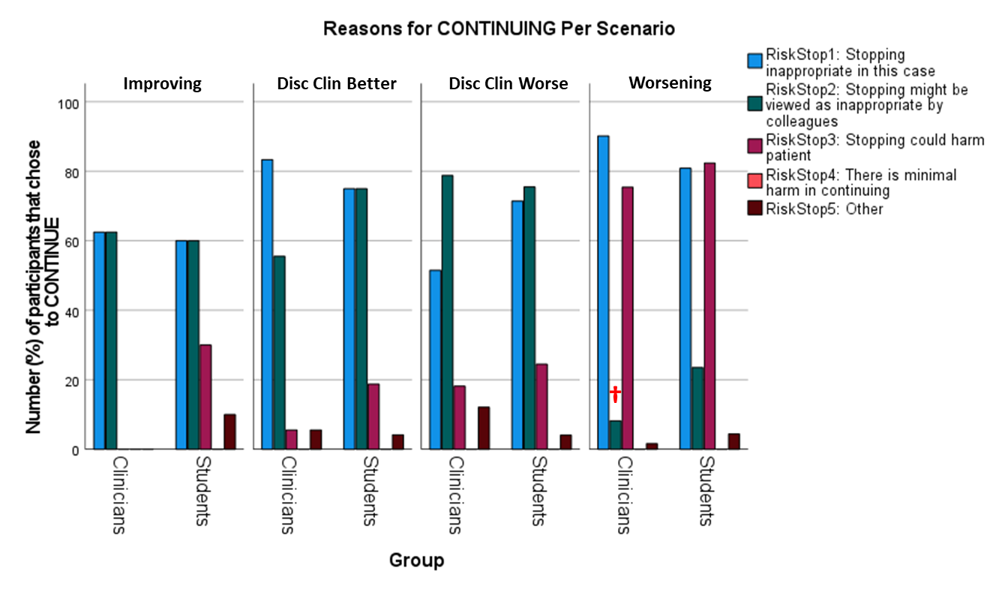 Reasons for CONTINUING Per Scenario
Improving
Disc Clin Better
Disc Clin Worse
Worsening
RiskStop1: Stopping
inappropriate in this case
RiskStop2: Stopping might be
viewed as inappropriate by
colleagues
RiskStop3: Stopping could harm
patient
RiskStop4: There is minimal
harm in continuing
RiskStop5: Other
Number (%) of participants that chose
to CONTINUE
100
80
60
40
20
0
†
Clinicians
Students
Clinicians
Students
Clinicians
Students
Clinicians
Students
Group